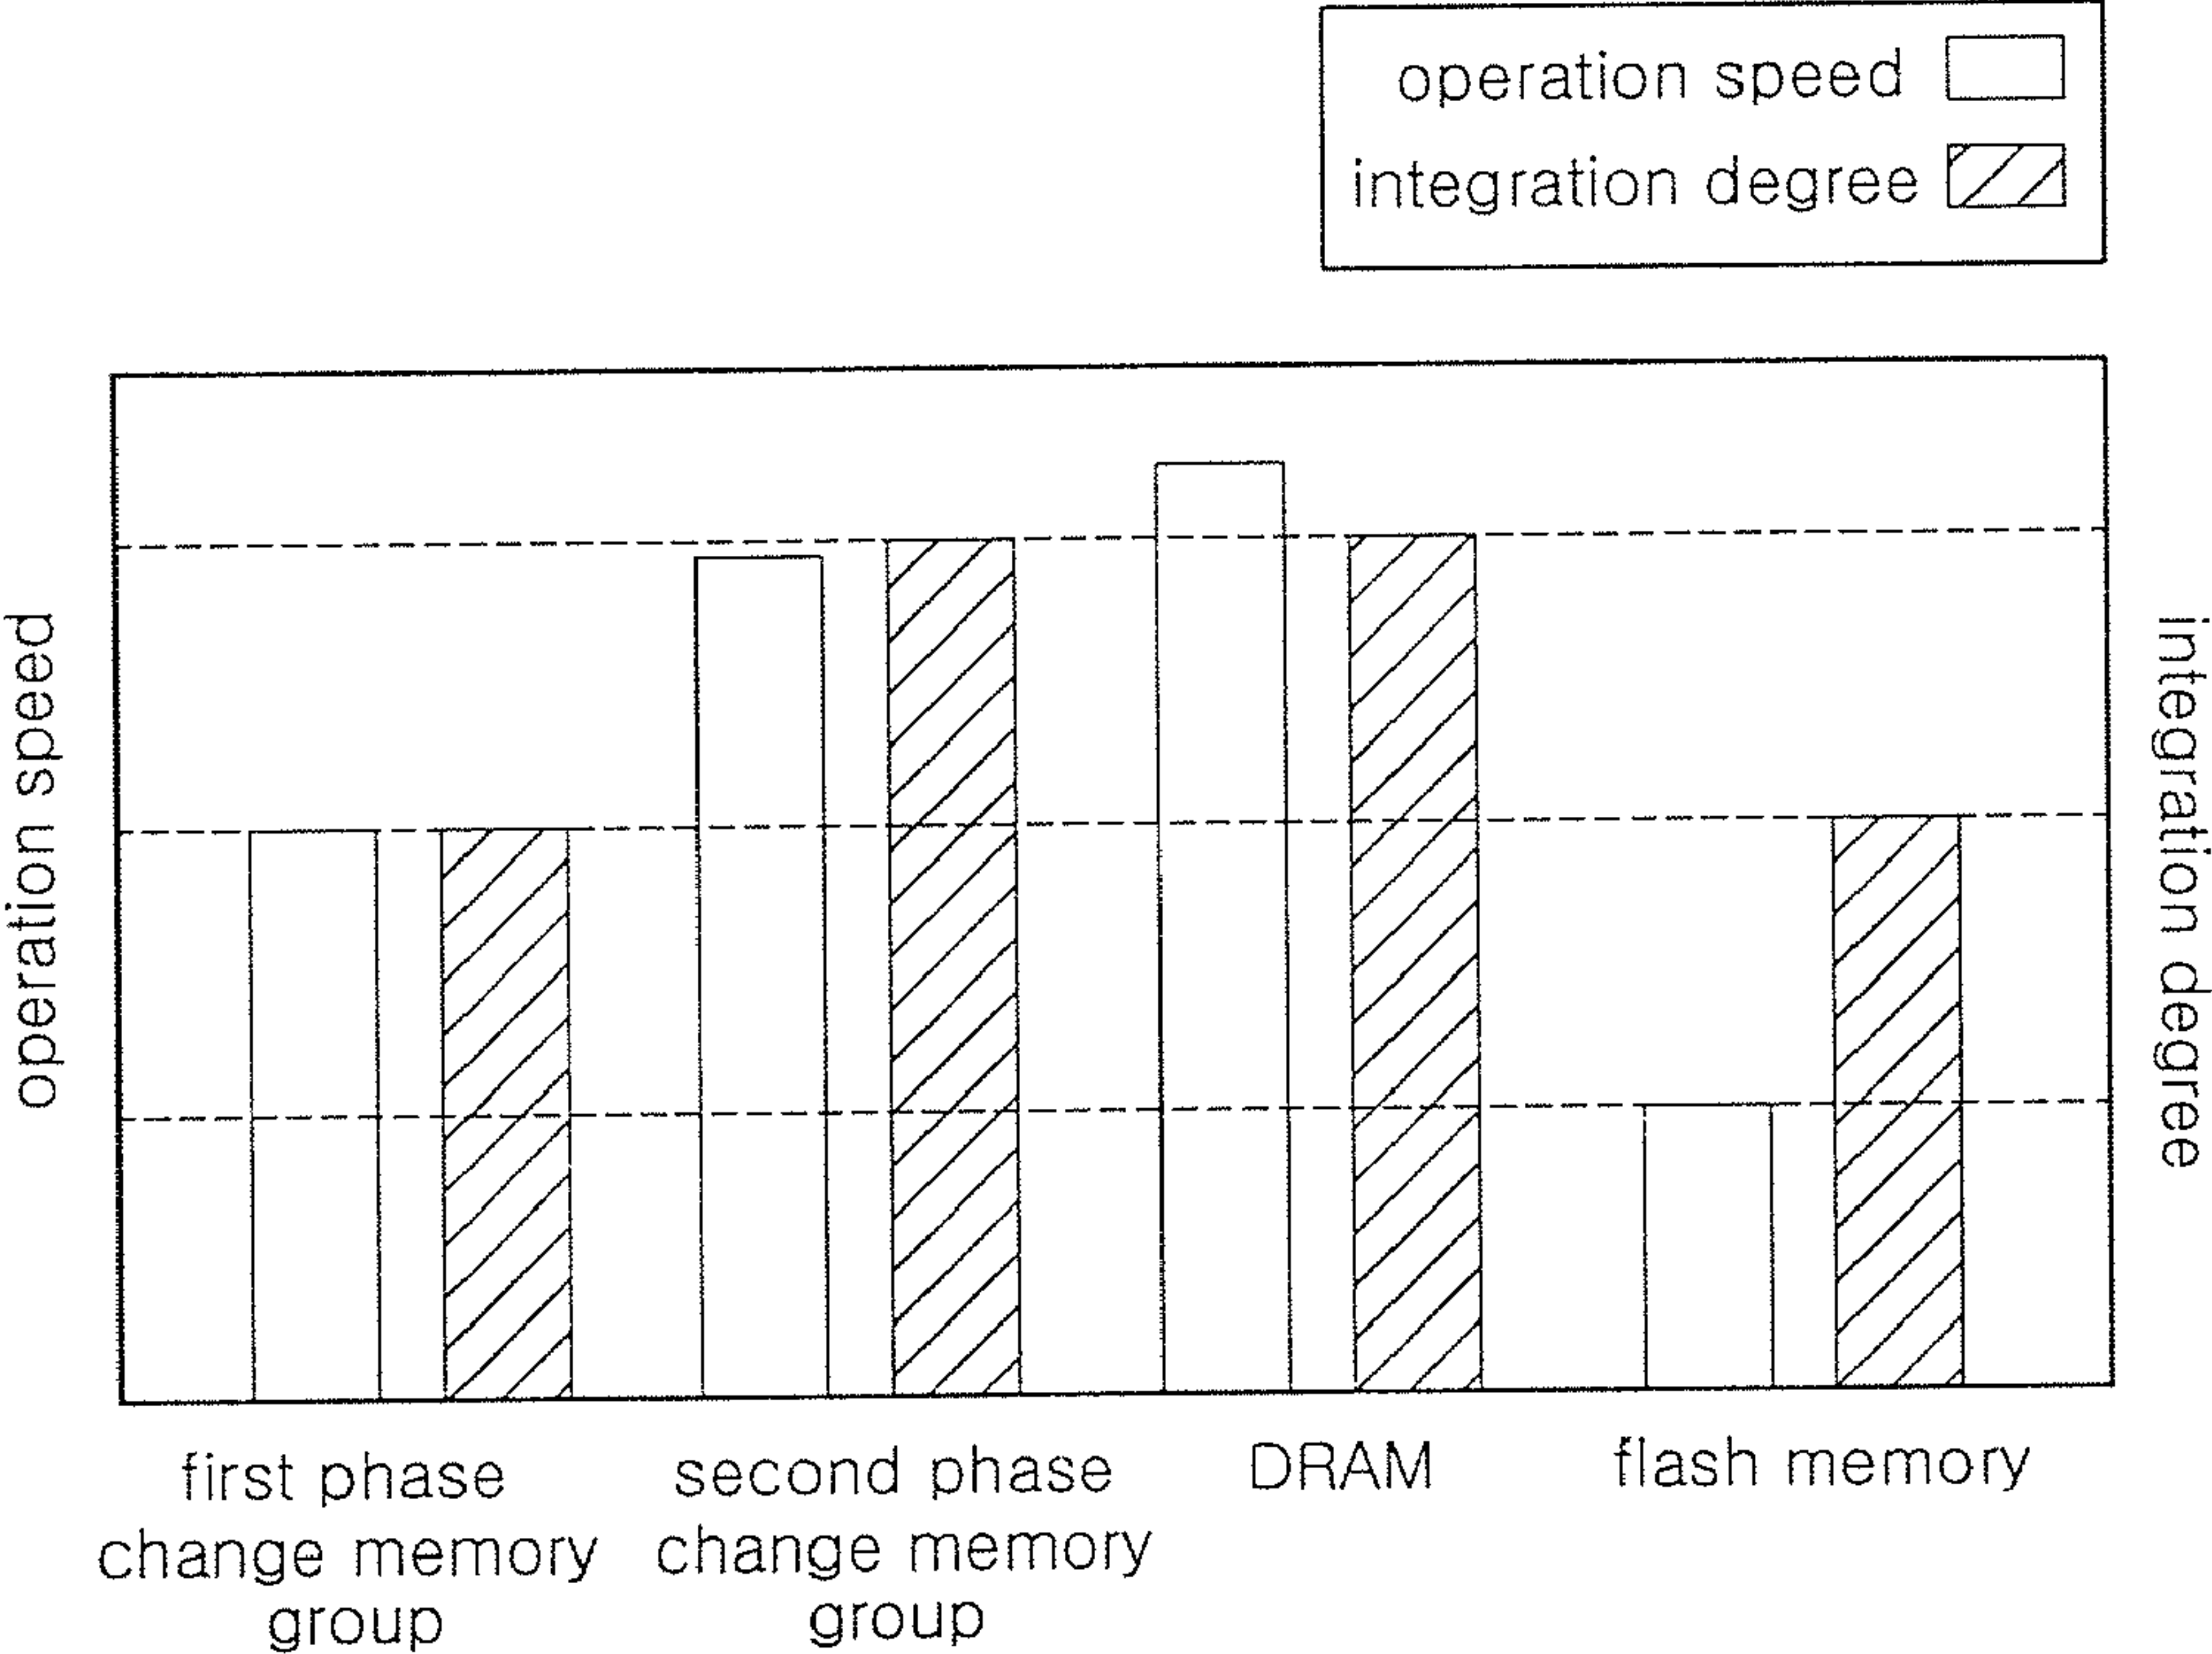 operation speed
integration degree
operation speed
integration degree
first phase
change memory
group
second phase
change memory
group
DRAM
flash memory